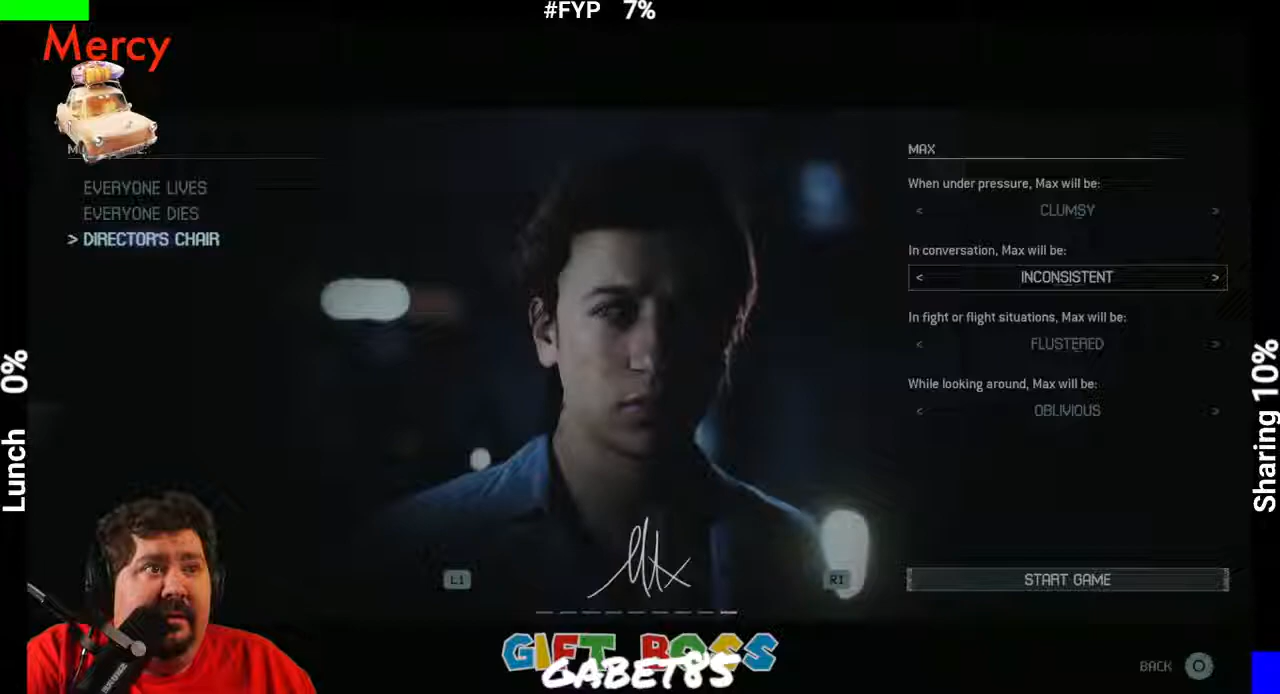 #FYP 7%
Mercy
EVERYONE LIVES
EVERYONE DIES
> DIRECTOR'S CHAIR
MAX
When under pressure, Max will be:
< CLUMSY >
In conversation, Max will be:
< INCONSISTENT >
In fight or flight situations, Max will be:
< FLUSTERED >
While looking around, Max will be:
< OBLIVIOUS >
Lunch 0%
Sharing 10%
Max
L1
R1
START GAME
GIFT BOSS
GABET85
BACK O